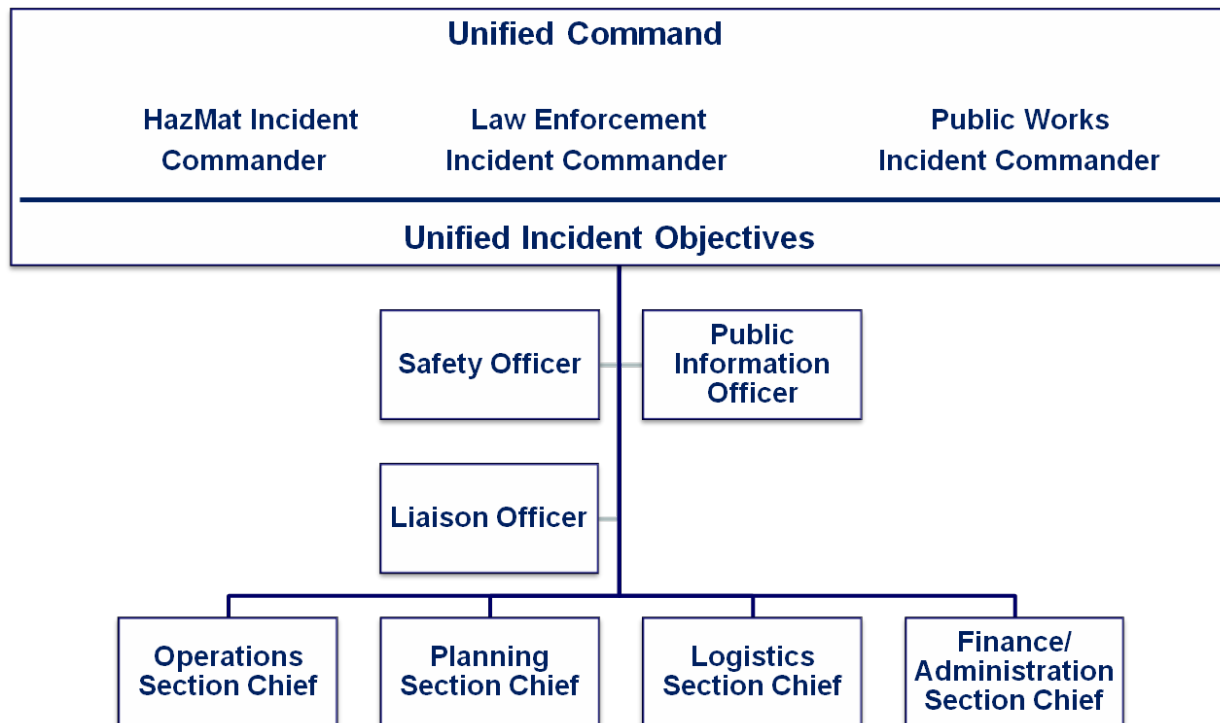 Unified Command
HazMat Incident
Commander
Law Enforcement
Incident Commander
Public Works
Incident Commander
Unified Incident Objectives
Safety Officer
Public
Information
Officer
Liaison Officer
Operations
Section Chief
Planning
Section Chief
Logistics
Section Chief
Finance/
Administration
Section Chief